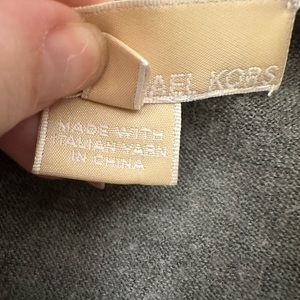 AEL KORS
MADE WITH
ITALIAN YARN
IN CHINA